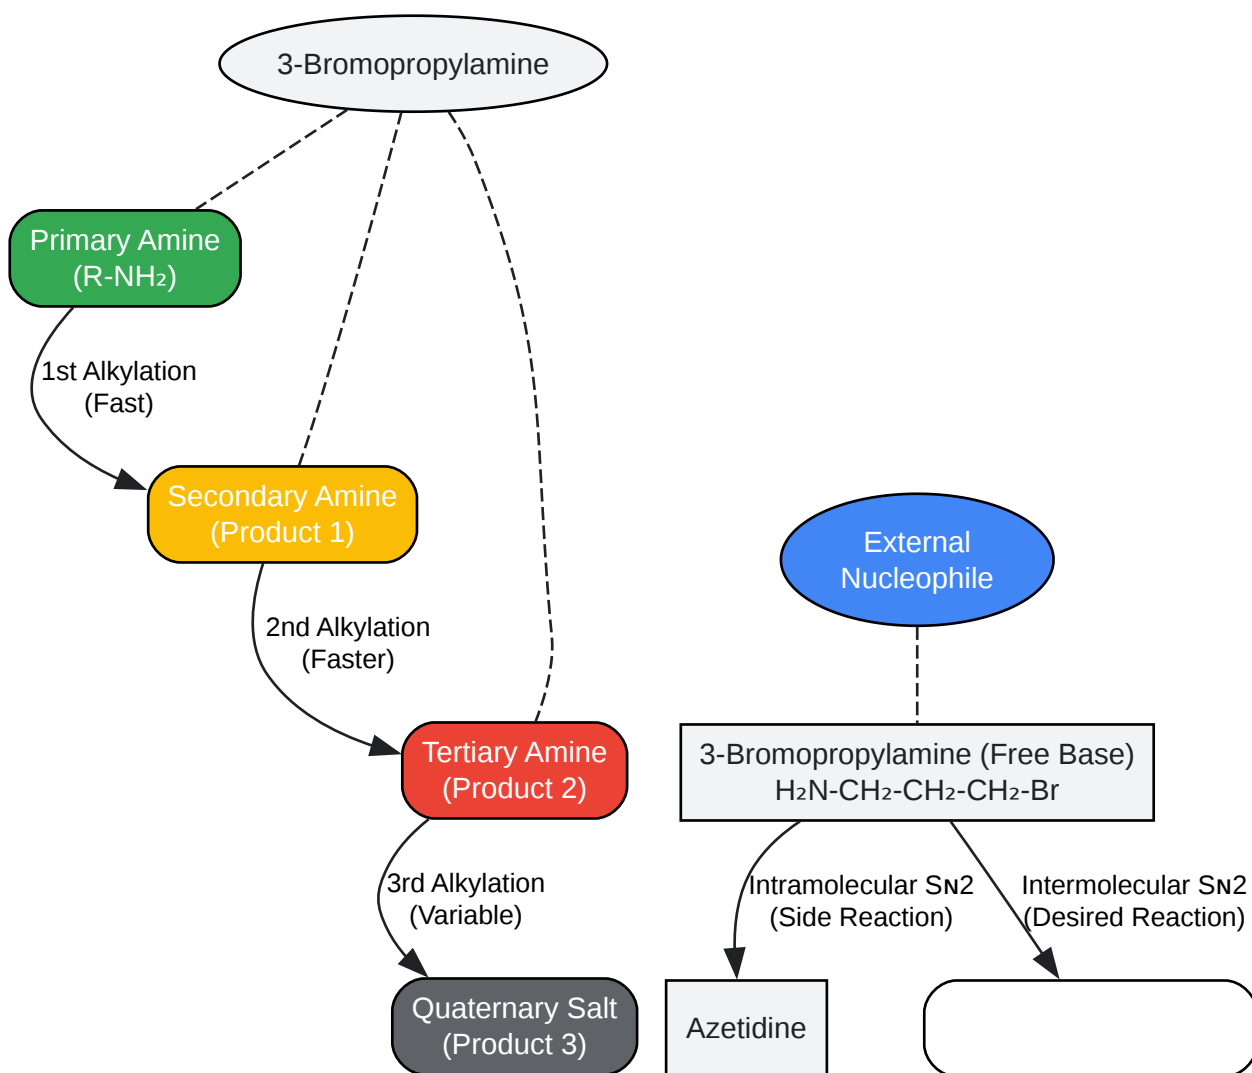 3-Bromopropylamine
Primary Amine
(R-NH₂)
1st Alkylation
(Fast)
Secondary Amine
(Product 1)
2nd Alkylation
(Faster)
Tertiary Amine
(Product 2)
3rd Alkylation
(Variable)
Quaternary Salt
(Product 3)
External
Nucleophile
3-Bromopropylamine (Free Base)
H₂N-CH₂-CH₂-CH₂-Br
Intramolecular Sɴ2
(Side Reaction)
Intermolecular Sɴ2
(Desired Reaction)
Azetidine